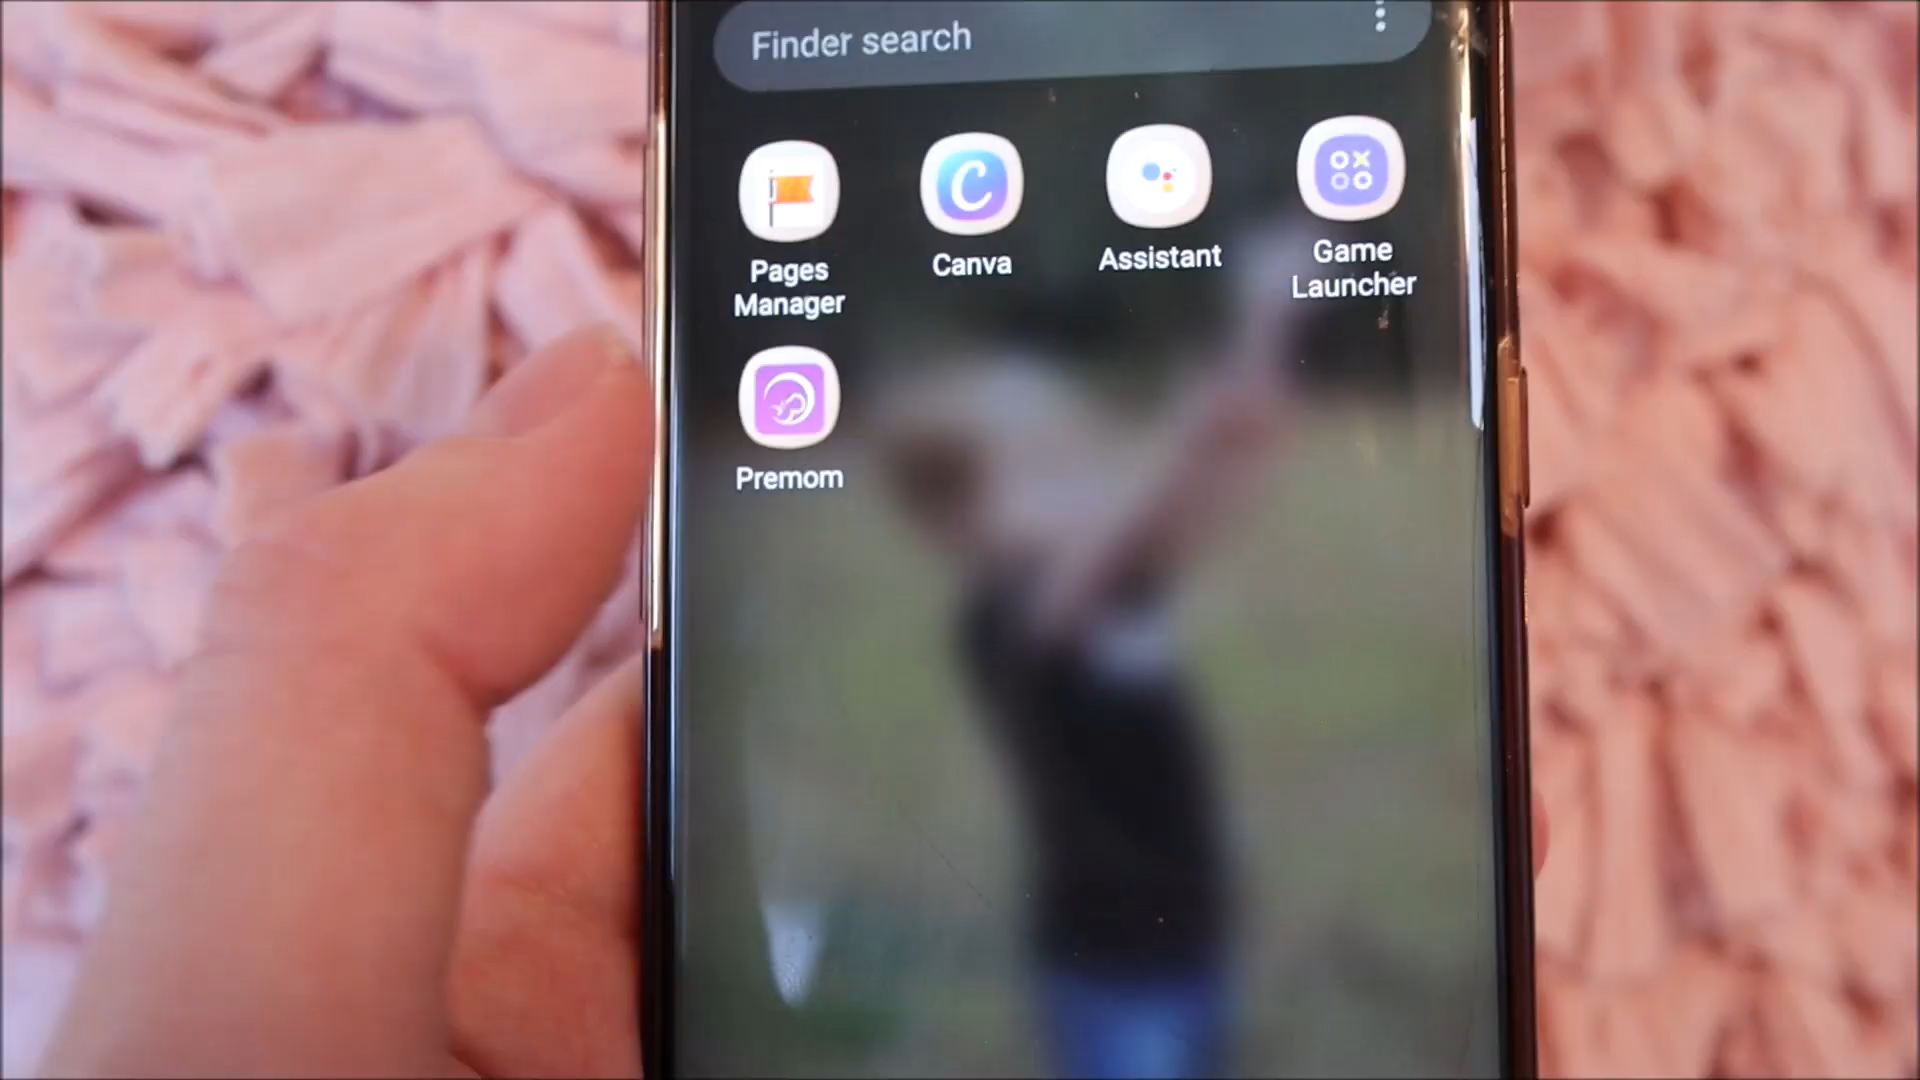 Finder search
Pages
Manager
Canva
Assistant
Game
Launcher
Premom